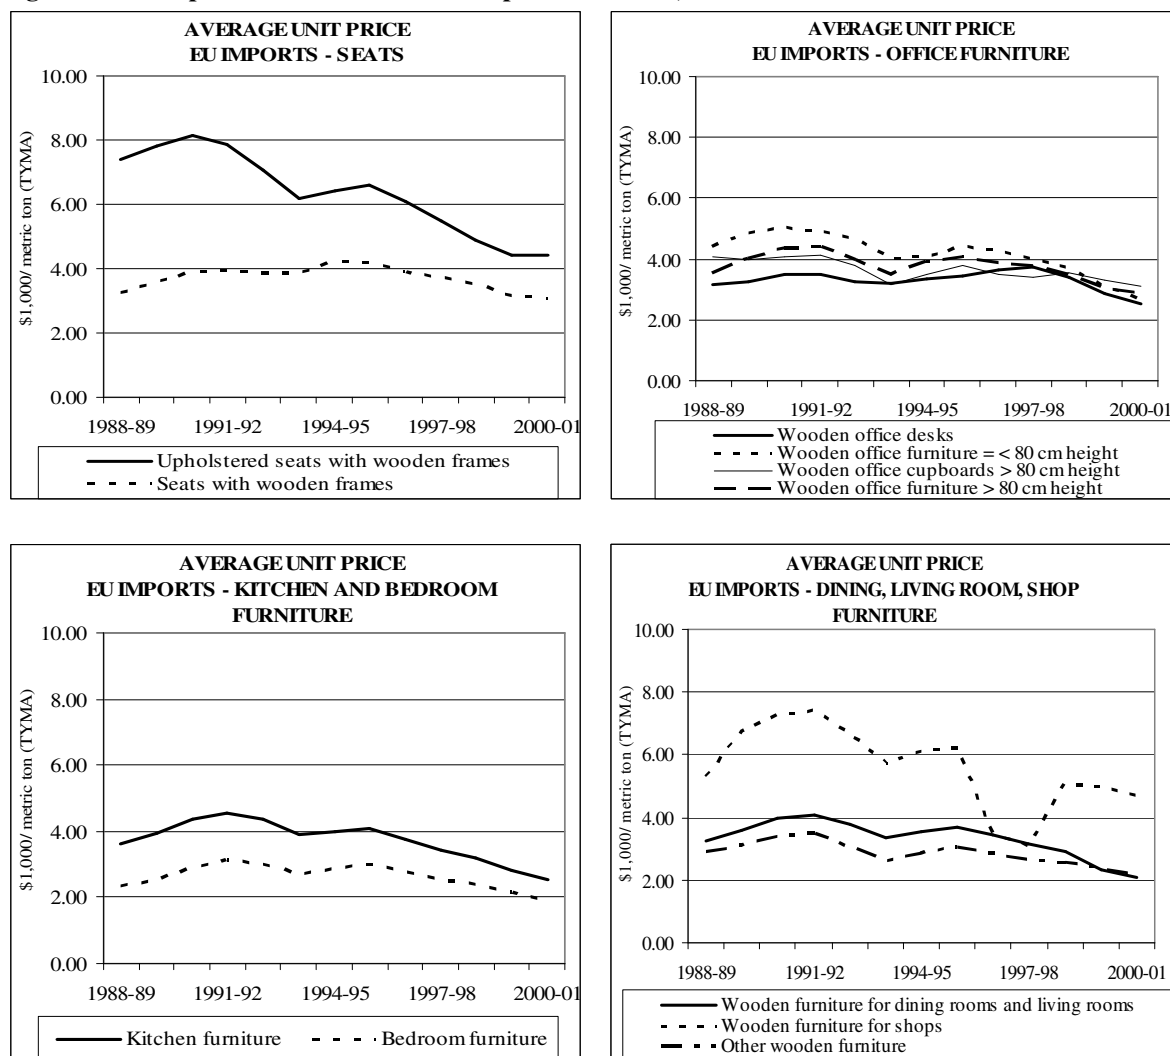 AVERAGE UNIT PRICE
EU IMPORTS - SEATS
10.00
8.00
6.00
4.00
2.00
0.00
$1,000/ metric ton (TYMA)
1988-89 1991-92 1994-95 1997-98 2000-01
Upholstered seats with wooden frames
Seats with wooden frames
AVERAGE UNIT PRICE
EU IMPORTS - OFFICE FURNITURE
10.00
8.00
6.00
4.00
2.00
0.00
$1,000/ metric ton (TYMA)
1988-89 1991-92 1994-95 1997-98 2000-01
Wooden office desks
Wooden office furniture = < 80 cm height
Wooden office cupboards > 80 cm height
Wooden office furniture > 80 cm height
AVERAGE UNIT PRICE
EU IMPORTS - KITCHEN AND BEDROOM
FURNITURE
10.00
8.00
6.00
4.00
2.00
0.00
$1,000/ metric ton (TYMA)
1988-89 1991-92 1994-95 1997-98 2000-01
Kitchen furniture Bedroom furniture
AVERAGE UNIT PRICE
EU IMPORTS - DINING, LIVING ROOM, SHOP
FURNITURE
10.00
8.00
6.00
4.00
2.00
0.00
$1,000/ metric ton (TYMA)
1988-89 1991-92 1994-95 1997-98 2000-01
Wooden furniture for dining rooms and living rooms
Wooden furniture for shops
Other wooden furniture